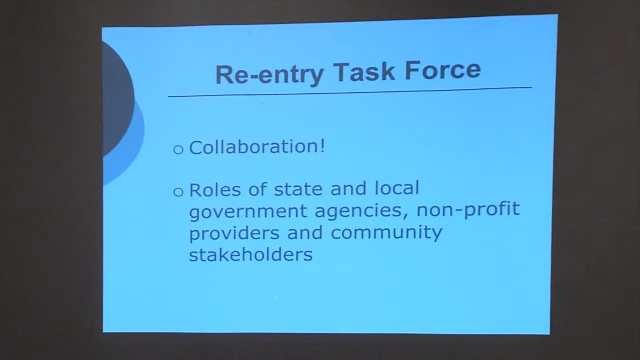 Re-entry Task Force
Collaboration!
Roles of state and local
government agencies, non-profit
providers and community
stakeholders